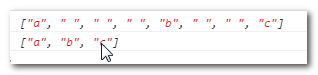 ["a", " ", " ", " ", "b", " ", " ", "c"]
["a", "b", "c"]